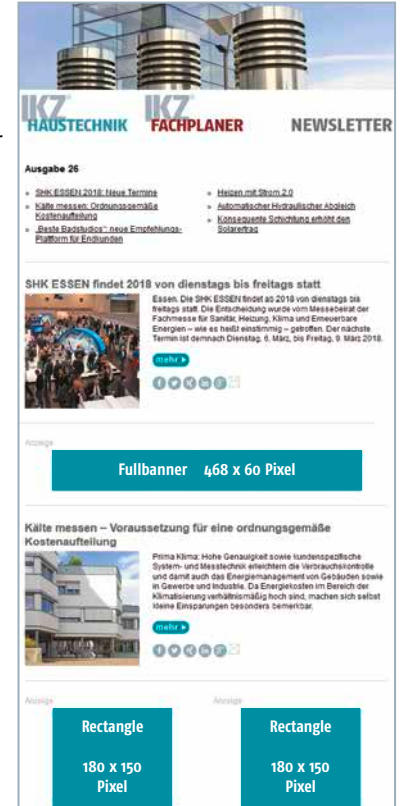 IKZ HAUSTECHNIK
IKZ FACHPLANER
NEWSLETTER
Ausgabe 26
» SHK ESSEN 2018: Neue Termine
» Kälte messen: Ordnungsgemäße
Kostenaufteilung
» „Beste Badstudios“: neue Empfehlungs-
Plattform für Endkunden
» Heizen mit Strom 2.0
» Automatischer Hydraulischer Abgleich
» Konsequente Schichtung erhöht den
Solarertrag
SHK ESSEN findet 2018 von dienstags bis freitags statt
Essen. Die SHK ESSEN findet ab 2018 von dienstags bis
freitags statt. Die Entscheidung wurde vom Messebeirat der
Fachmesse für Sanitär, Heizung, Klima und Erneuerbare
Energien – wie es heißt einstimmig – getroffen. Der nächste
Termin ist demnach Dienstag, 6. März, bis Freitag, 9. März 2018.
mehr
Anzeige
Fullbanner 468 x 60 Pixel
Kälte messen – Voraussetzung für eine ordnungsgemäße
Kostenaufteilung
Prima Klima: Hohe Genauigkeit sowie kundenspezifische
System- und Messtechnik erleichtern die Verbrauchskontrolle
und damit auch das Energiemanagement von Gebäuden sowie
in Gewerbe und Industrie. Da Energiekosten im Bereich der
Klimatisierung verhältnismäßig hoch sind, machen sich selbst
kleine Einsparungen besonders bemerkbar.
mehr
Anzeige
Anzeige
Rectangle
180 x 150
Pixel
Rectangle
180 x 150
Pixel